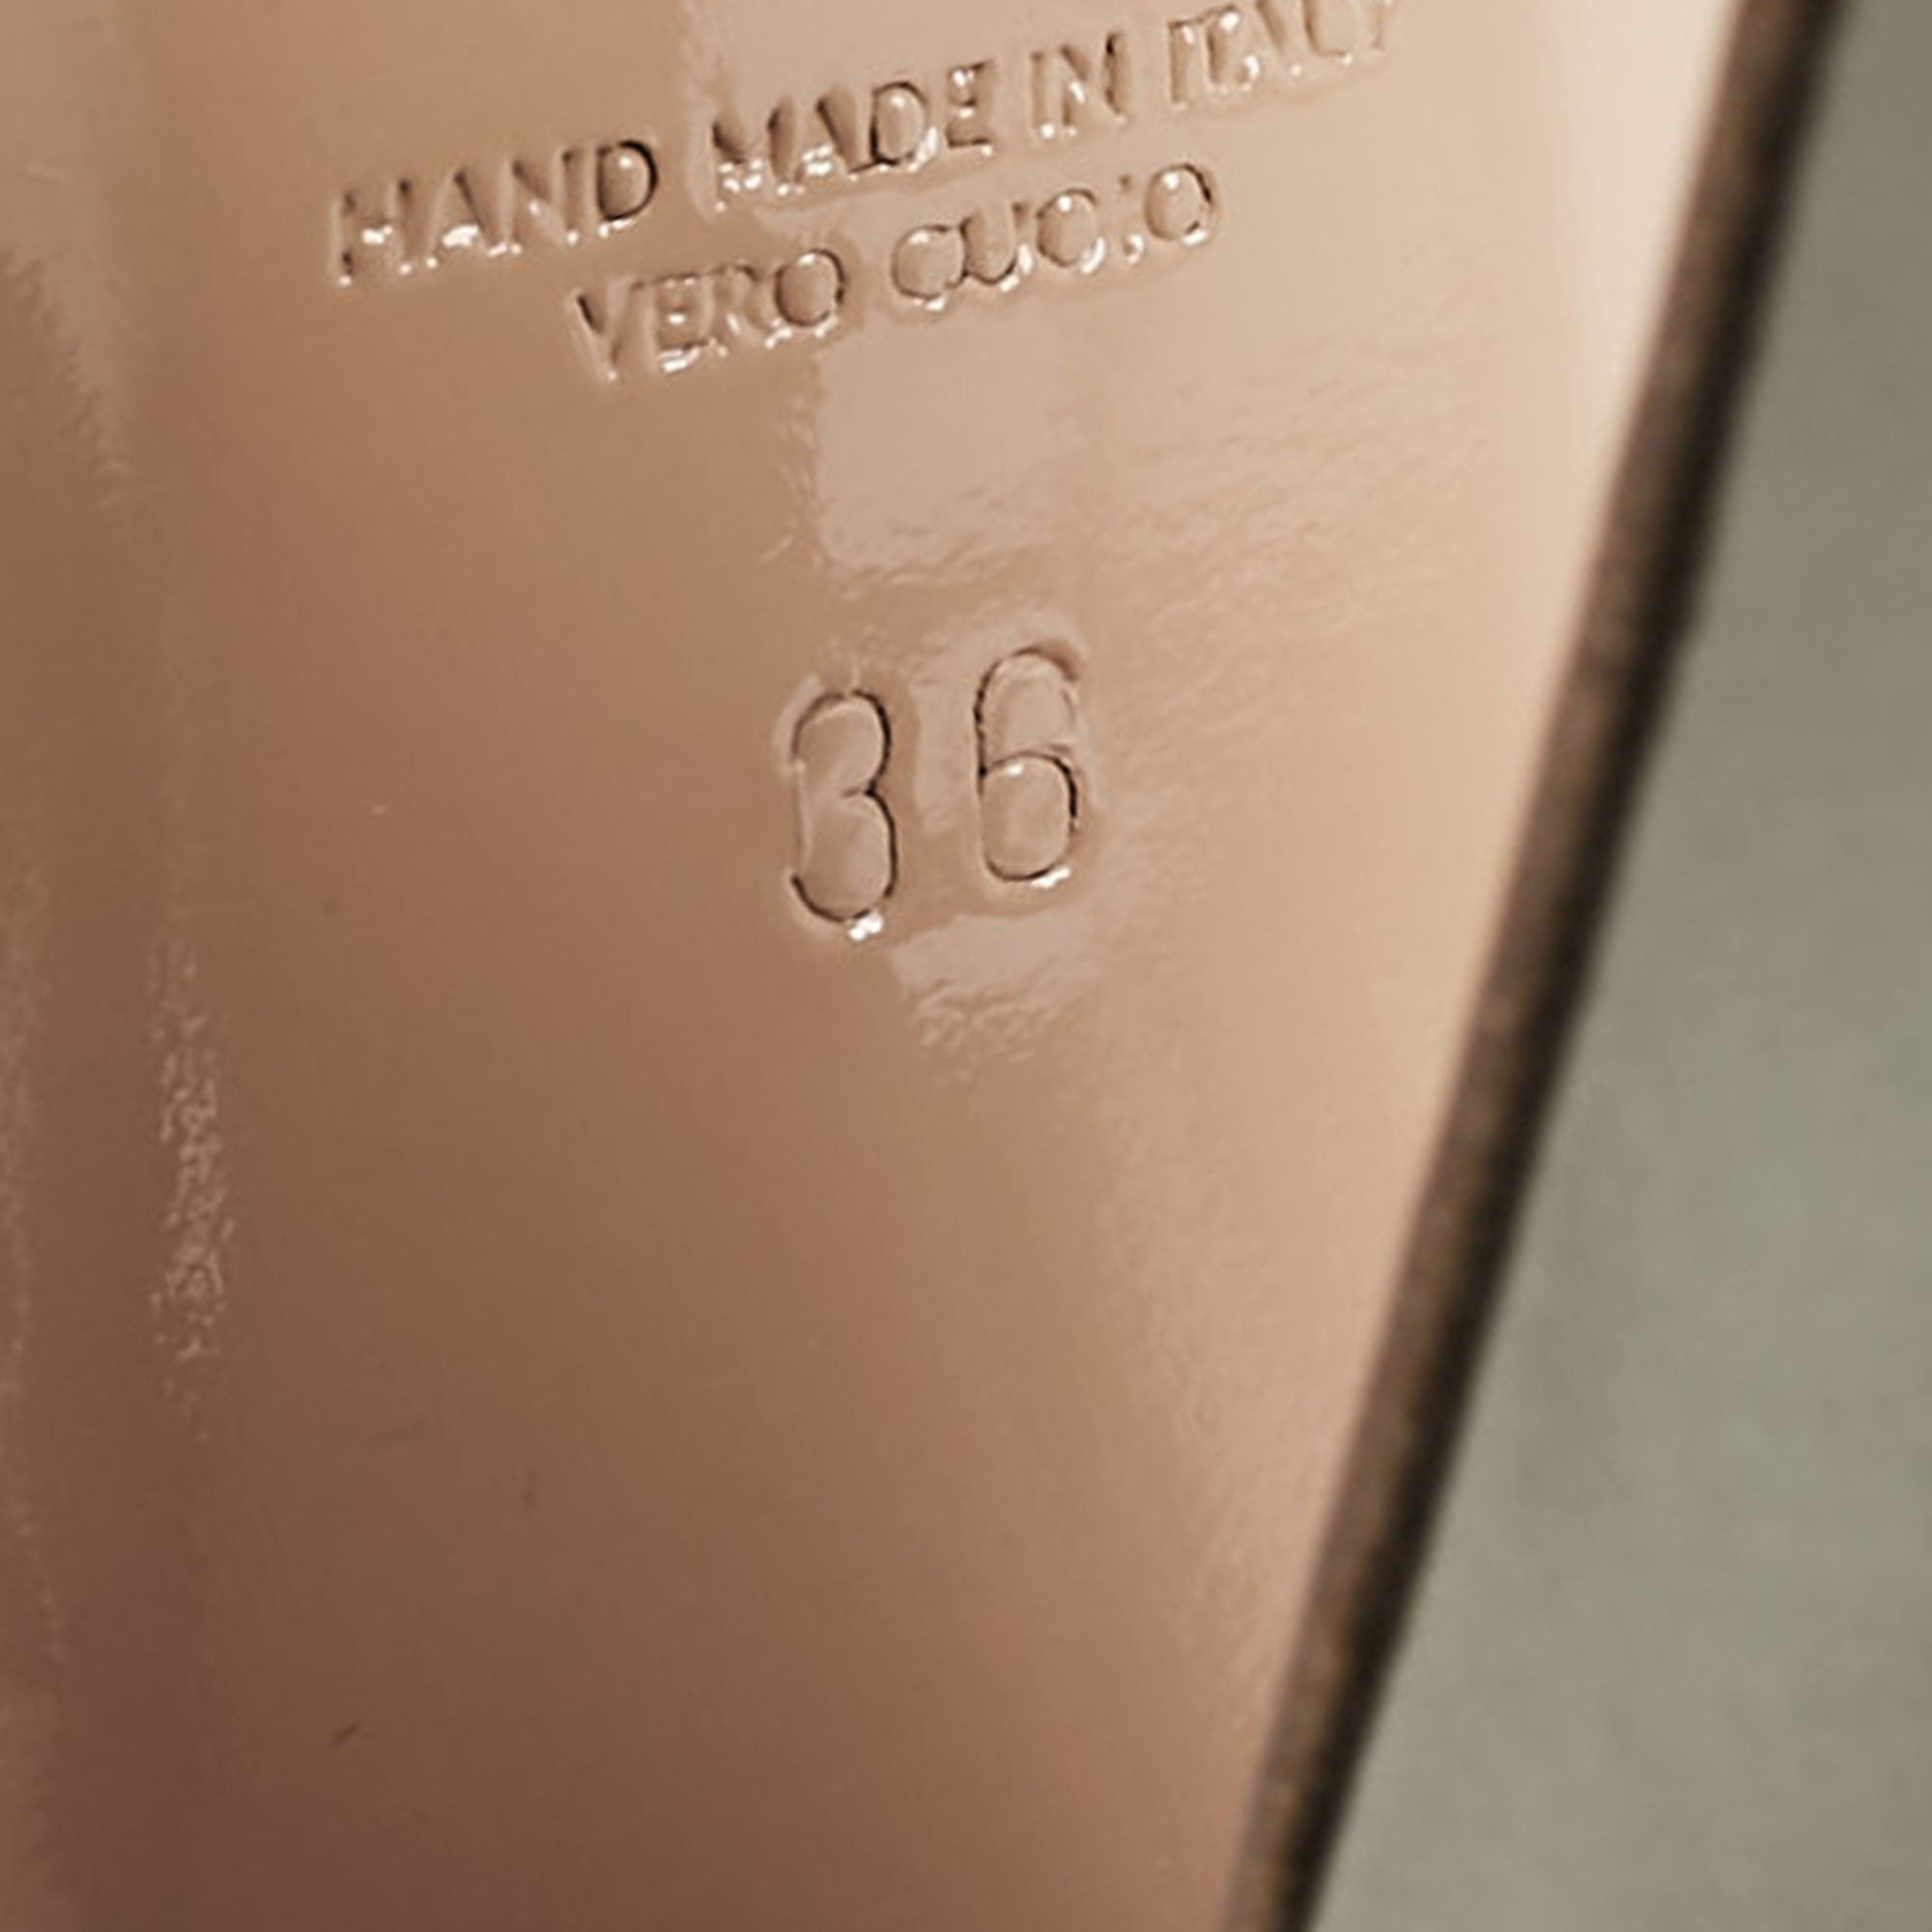 HAND MADE IN ITALY
VERO CUOIO
36